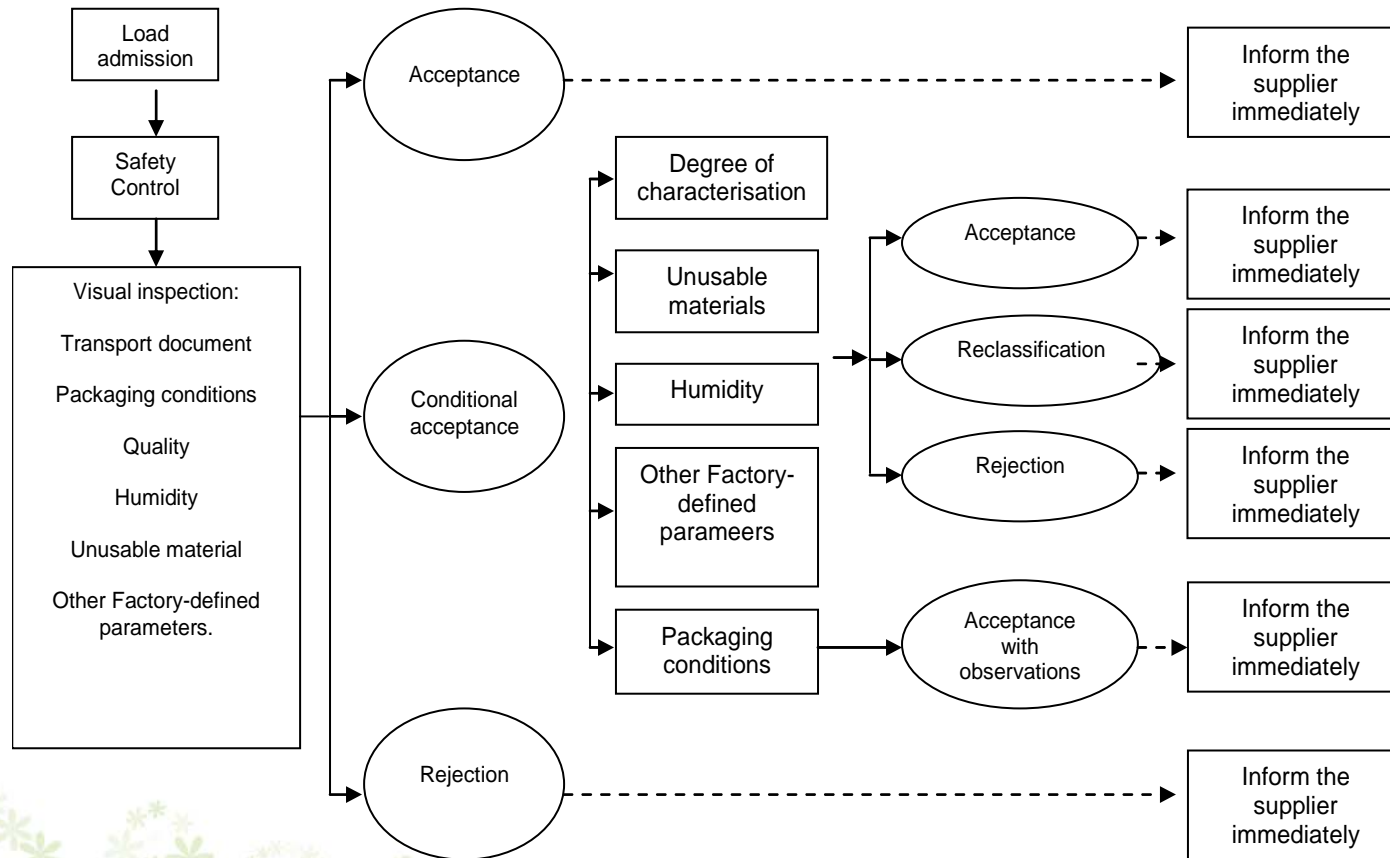 Load
admission
Safety
Control
Visual inspection:
Transport document
Packaging conditions
Quality
Humidity
Unusable material
Other Factory-defined
parameters.
Acceptance
Conditional
acceptance
Rejection
Degree of
characterisation
Unusable
materials
Humidity
Other Factory-
defined
parameers
Packaging
conditions
Acceptance
Reclassification
Rejection
Acceptance
with
observations
Inform the
supplier
immediately
Inform the
supplier
immediately
Inform the
supplier
immediately
Inform the
supplier
immediately
Inform the
supplier
immediately
Inform the
supplier
immediately